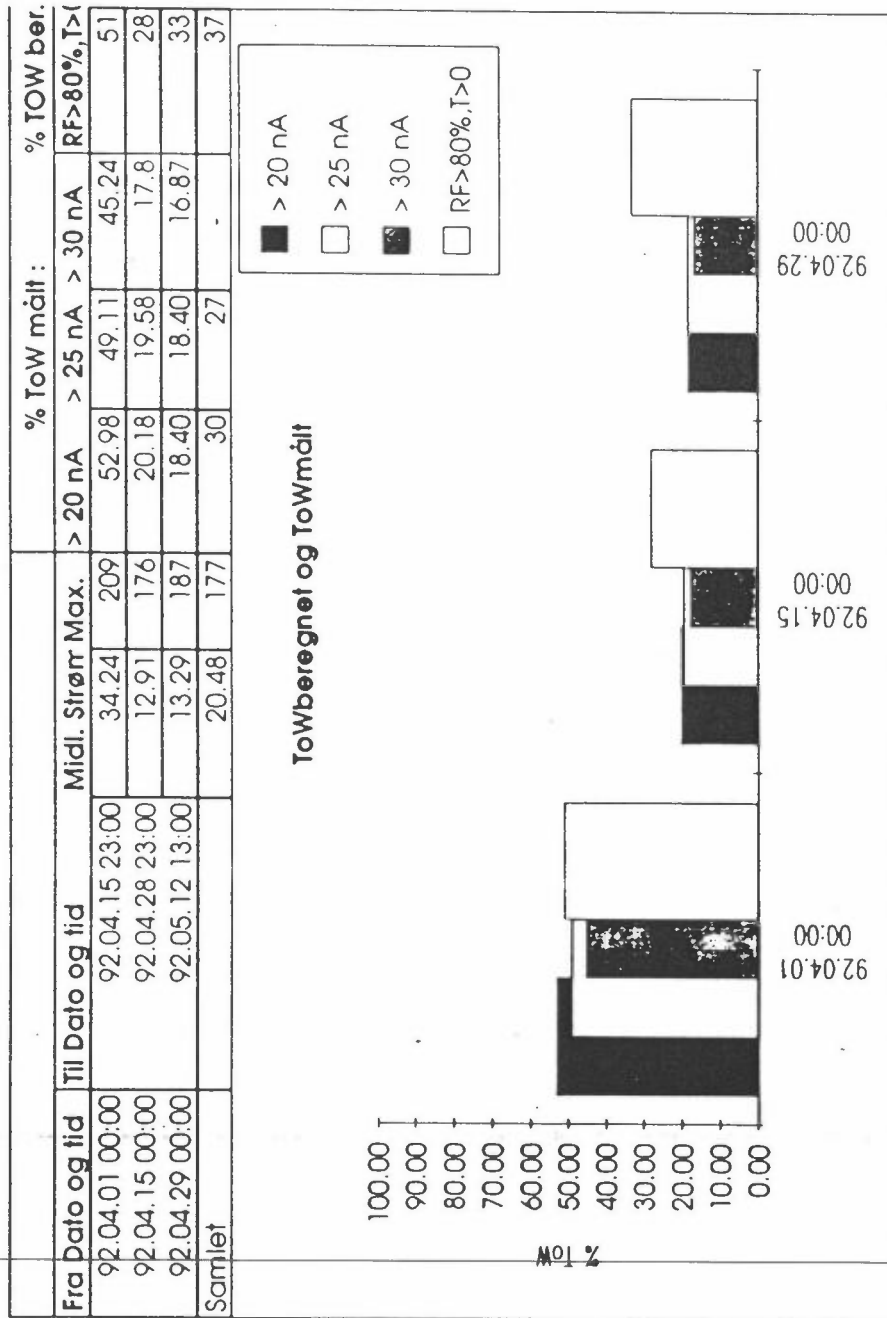 % ToW målt : % TOW ber.
Fra Dato og tid Til Dato og tid Midl. Strøm Max. > 20 nA > 25 nA > 30 nA RF>80%,T>(
92.04.01 00:00 92.04.15 23:00 34.24 209 52.98 49.11 45.24 51
92.04.15 00:00 92.04.28 23:00 12.91 176 20.18 19.58 17.8 28
92.04.29 00:00 92.05.12 13:00 13.29 187 18.40 18.40 16.87 33
Samlet 20.48 177 30 27 - 37
ToWberegnet og ToWmålt
> 20 nA
> 25 nA
> 30 nA
RF>80%,T>0
% ToW
100.00
90.00
80.00
70.00
60.00
50.00
40.00
30.00
20.00
10.00
0.00
92.04.01
00:00
92.04.15
00:00
92.04.29
00:00